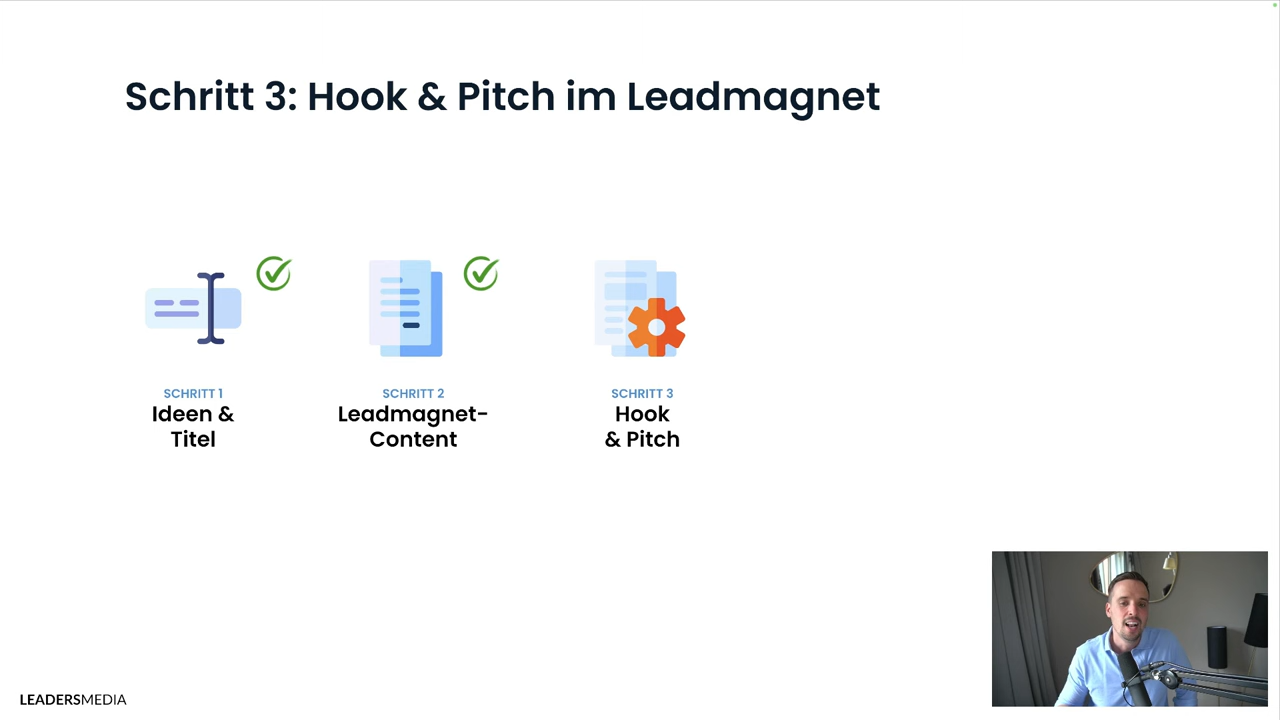 Schritt 3: Hook & Pitch im Leadmagnet
SCHRITT 1
Ideen &
Titel
SCHRITT 2
Leadmagnet-
Content
SCHRITT 3
Hook
& Pitch
LEADERSMEDIA